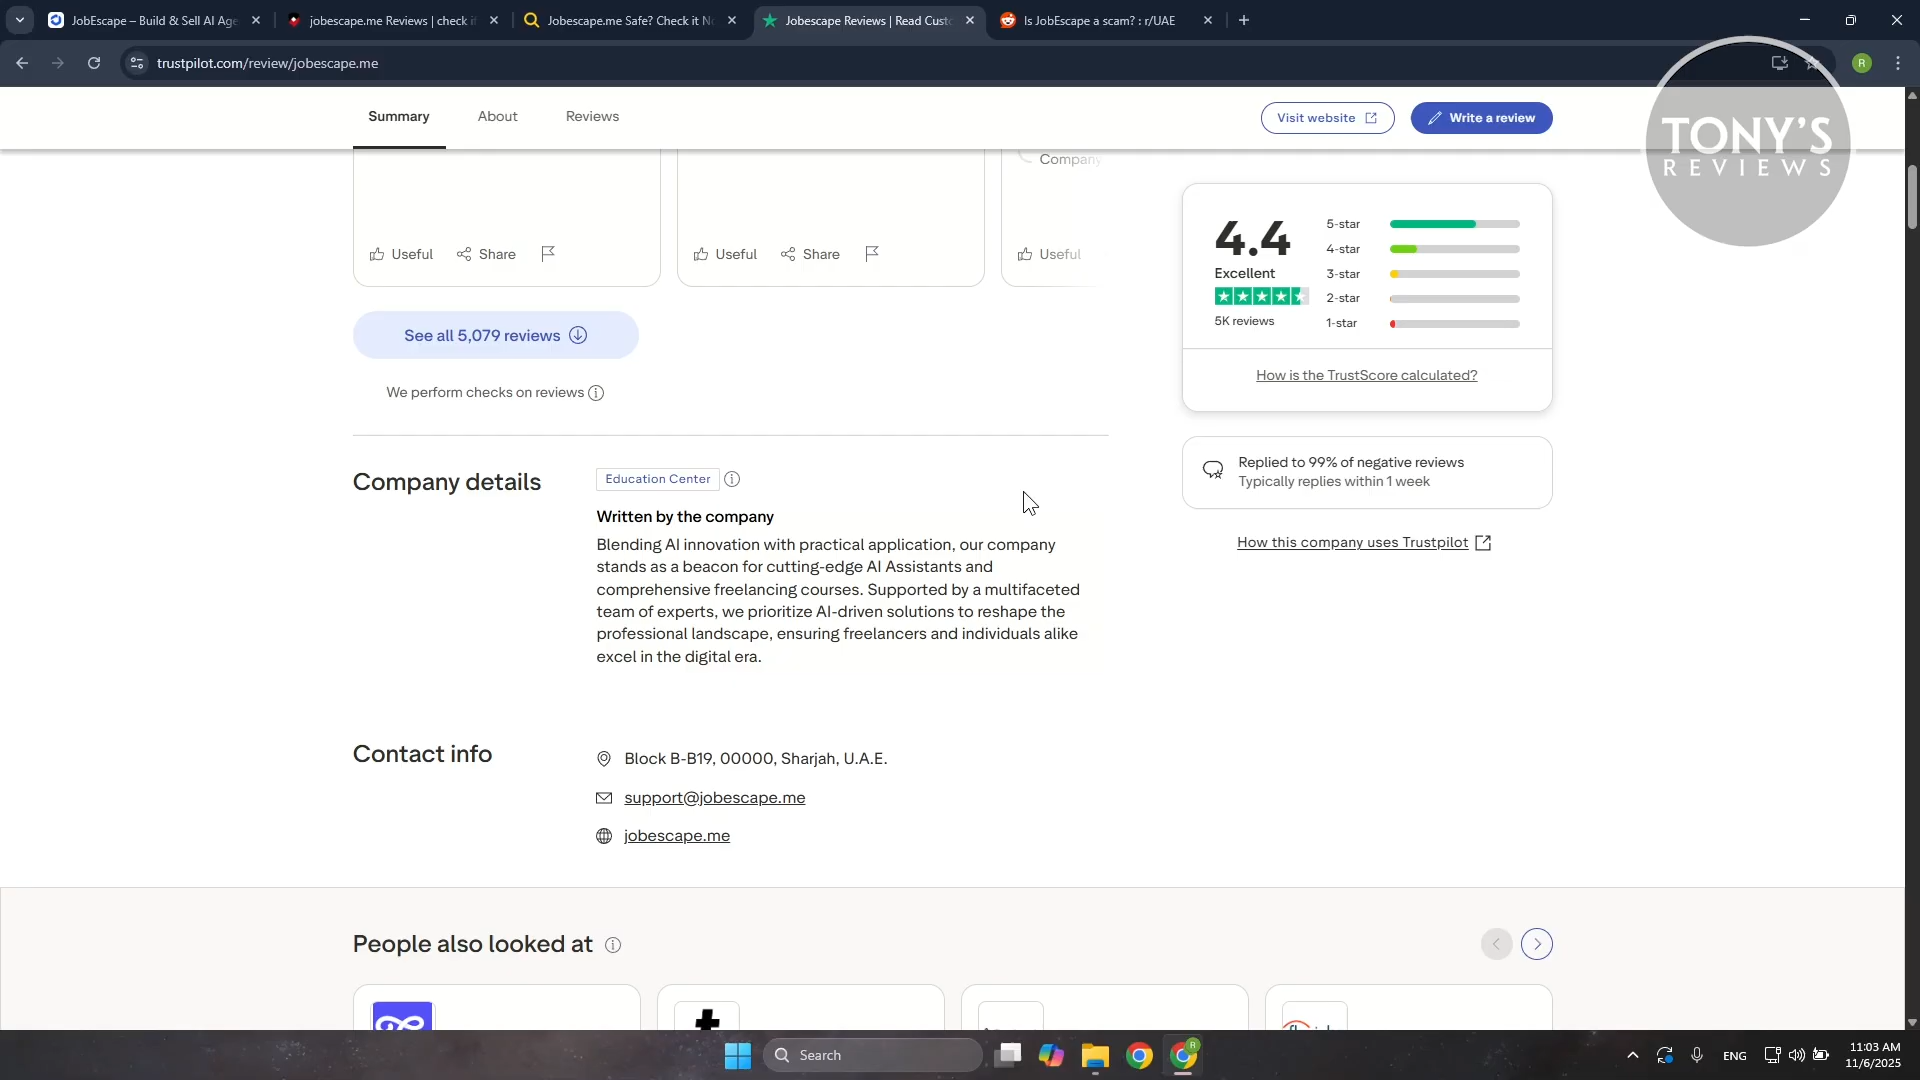 JobEscape – Build & Sell AI Age
jobescape.me Reviews | check if
Jobescape.me Safe? Check it No
Jobescape Reviews | Read Custo
Is JobEscape a scam? : r/UAE
trustpilot.com/review/jobescape.me
R
Summary
About
Reviews
Visit website
Write a review
TONY'S
REVIEWS
Company
Useful
Share
Useful
Share
Useful
4.4
Excellent
5K reviews
5-star
4-star
3-star
2-star
1-star
How is the TrustScore calculated?
See all 5,079 reviews
We perform checks on reviews
Replied to 99% of negative reviews
Typically replies within 1 week
How this company uses Trustpilot
Company details
Education Center
Written by the company
Blending AI innovation with practical application, our company
stands as a beacon for cutting-edge AI Assistants and
comprehensive freelancing courses. Supported by a multifaceted
team of experts, we prioritize AI-driven solutions to reshape the
professional landscape, ensuring freelancers and individuals alike
excel in the digital era.
Contact info
Block B-B19, 00000, Sharjah, U.A.E.
support@jobescape.me
jobescape.me
People also looked at
Search
R
ENG
11:03 AM
11/6/2025